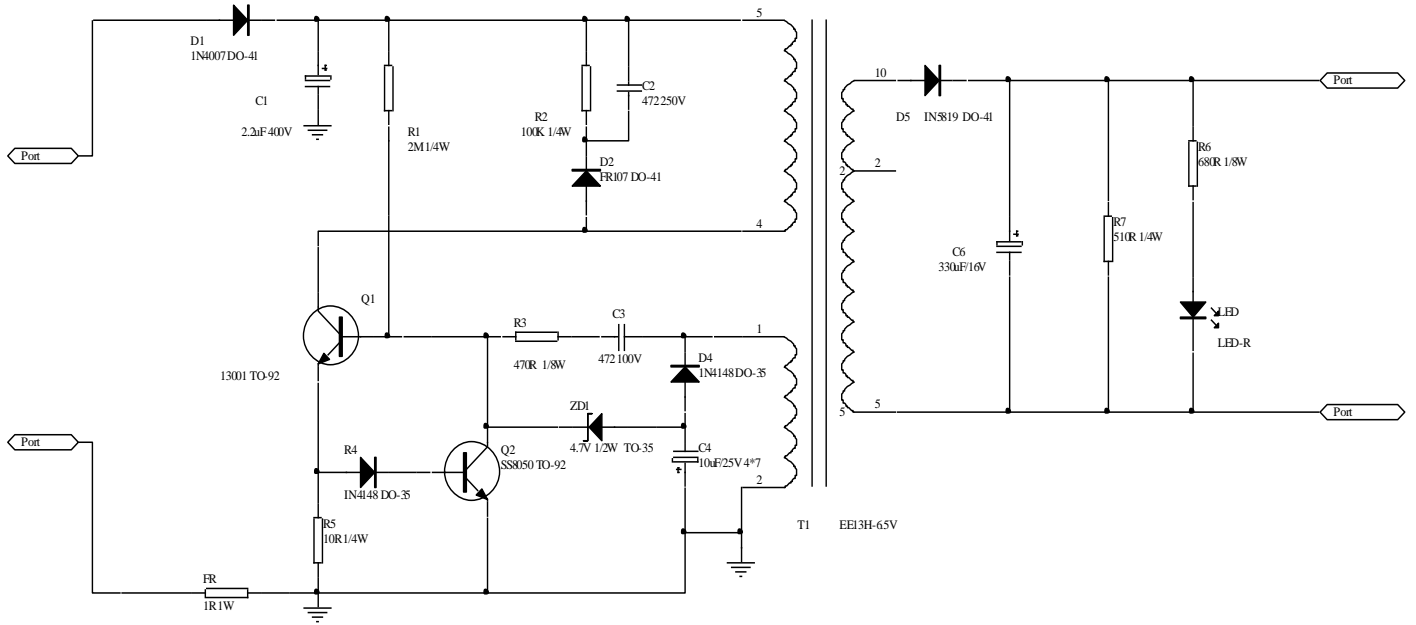 5
D1
1N4007 DO-41
C1
2.2uF 400V
R1
2M 1/4W
R2
100K 1/4W
C2
472 250V
D2
FR107 DO-41
4
Port
10
D5 IN5819 DO-41
2
2
C6
330uF/16V
R7
510R 1/4W
R6
680R 1/8W
LED
LED-R
Port
5
5
Port
Q1
13001 TO-92
R3
470R 1/8W
C3
472 100V
1
D4
1N4148 DO-35
ZD1
4.7V 1/2W TO-35
C4
10uF/25V 4*7
2
Port
R4
IN4148 DO-35
Q2
SS8050 TO-92
R5
10R 1/4W
T1 EE13H-6.5V
FR
1R 1W